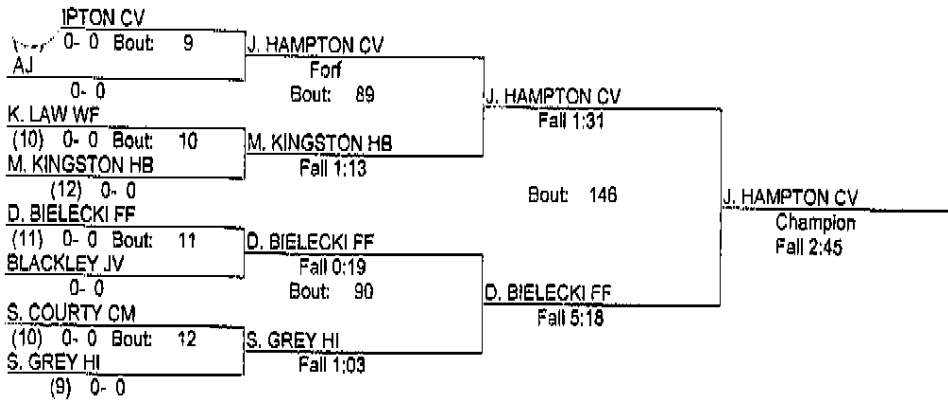 IPTON CV
0- 0 Bout: 9
AJ
0- 0
K. LAW WF
(10) 0- 0 Bout: 10
M. KINGSTON HB
(12) 0- 0
D. BIELECKI FF
(11) 0- 0 Bout: 11
BLACKLEY JV
0- 0
S. COURTY CM
(10) 0- 0 Bout: 12
S. GREY HI
(9) 0- 0
J. HAMPTON CV
Forf
Bout: 89
M. KINGSTON HB
Fall 1:13
D. BIELECKI FF
Fall 0:19
Bout: 90
S. GREY HI
Fall 1:03
J. HAMPTON CV
Fall 1:31
Bout: 146
D. BIELECKI FF
Fall 5:18
J. HAMPTON CV
Champion
Fall 2:45